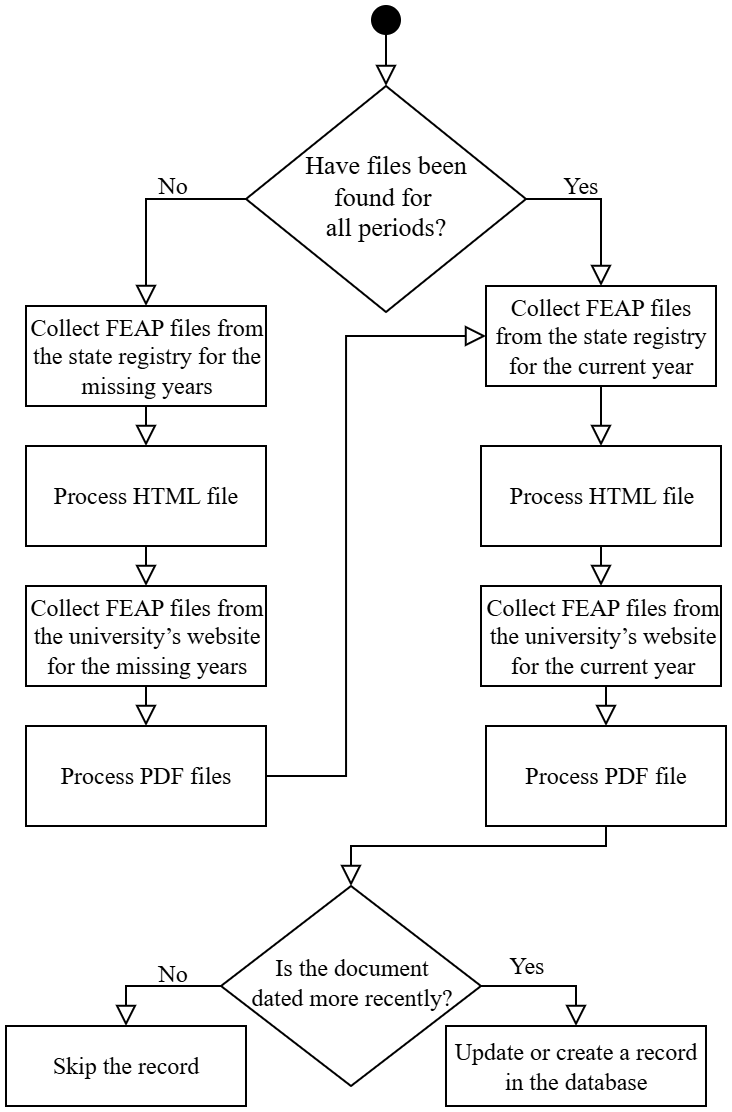 Have files been
found for
all periods?
No
Yes
Collect FEAP files from
the state registry for the
missing years
Collect FEAP files
from the state registry
for the current year
Process HTML file
Process HTML file
Collect FEAP files from
the university’s website
for the missing years
Collect FEAP files from
the university’s website
for the current year
Process PDF files
Process PDF file
Is the document
dated more recently?
No
Yes
Skip the record
Update or create a record
in the database